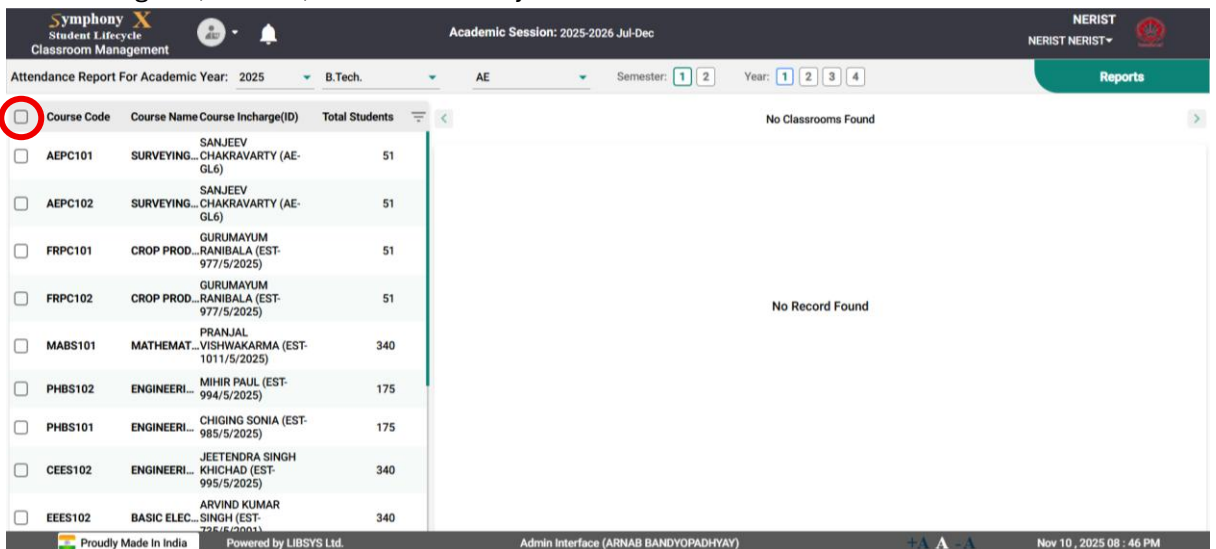 Symphony X
Student Lifecycle
Classroom Management
Academic Session: 2025-2026 Jul-Dec
NERIST
NERIST NERIST
Attendance Report For Academic Year: 2025 B.Tech. AE Semester: 1 2 Year: 1 2 3 4 Reports
Course Code Course Name Course Incharge(ID) Total Students
No Classrooms Found
AEPC101 SURVEYING... SANJEEV CHAKRAVARTY (AE-GL6) 51
AEPC102 SURVEYING... SANJEEV CHAKRAVARTY (AE-GL6) 51
FRPC101 CROP PROD... GURUMAYUM RANIBALA (EST-977/5/2025) 51
FRPC102 CROP PROD... GURUMAYUM RANIBALA (EST-977/5/2025) 51
No Record Found
MABS101 MATHEMAT... PRANJAL VISHWAKARMA (EST-1011/5/2025) 340
PHBS102 ENGINEERI... MIHIR PAUL (EST-994/5/2025) 175
PHBS101 ENGINEERI... CHIGING SONIA (EST-985/5/2025) 175
CEES102 ENGINEERI... JEETENDRA SINGH KHICHAD (EST-995/5/2025) 340
EEES102 BASIC ELEC... ARVIND KUMAR SINGH (EST- 340
Proudly Made In India Powered by LIBSYS Ltd. Admin Interface (ARNAB BANDYOPADHYAY) +A A -A Nov 10 , 2025 08 : 46 PM